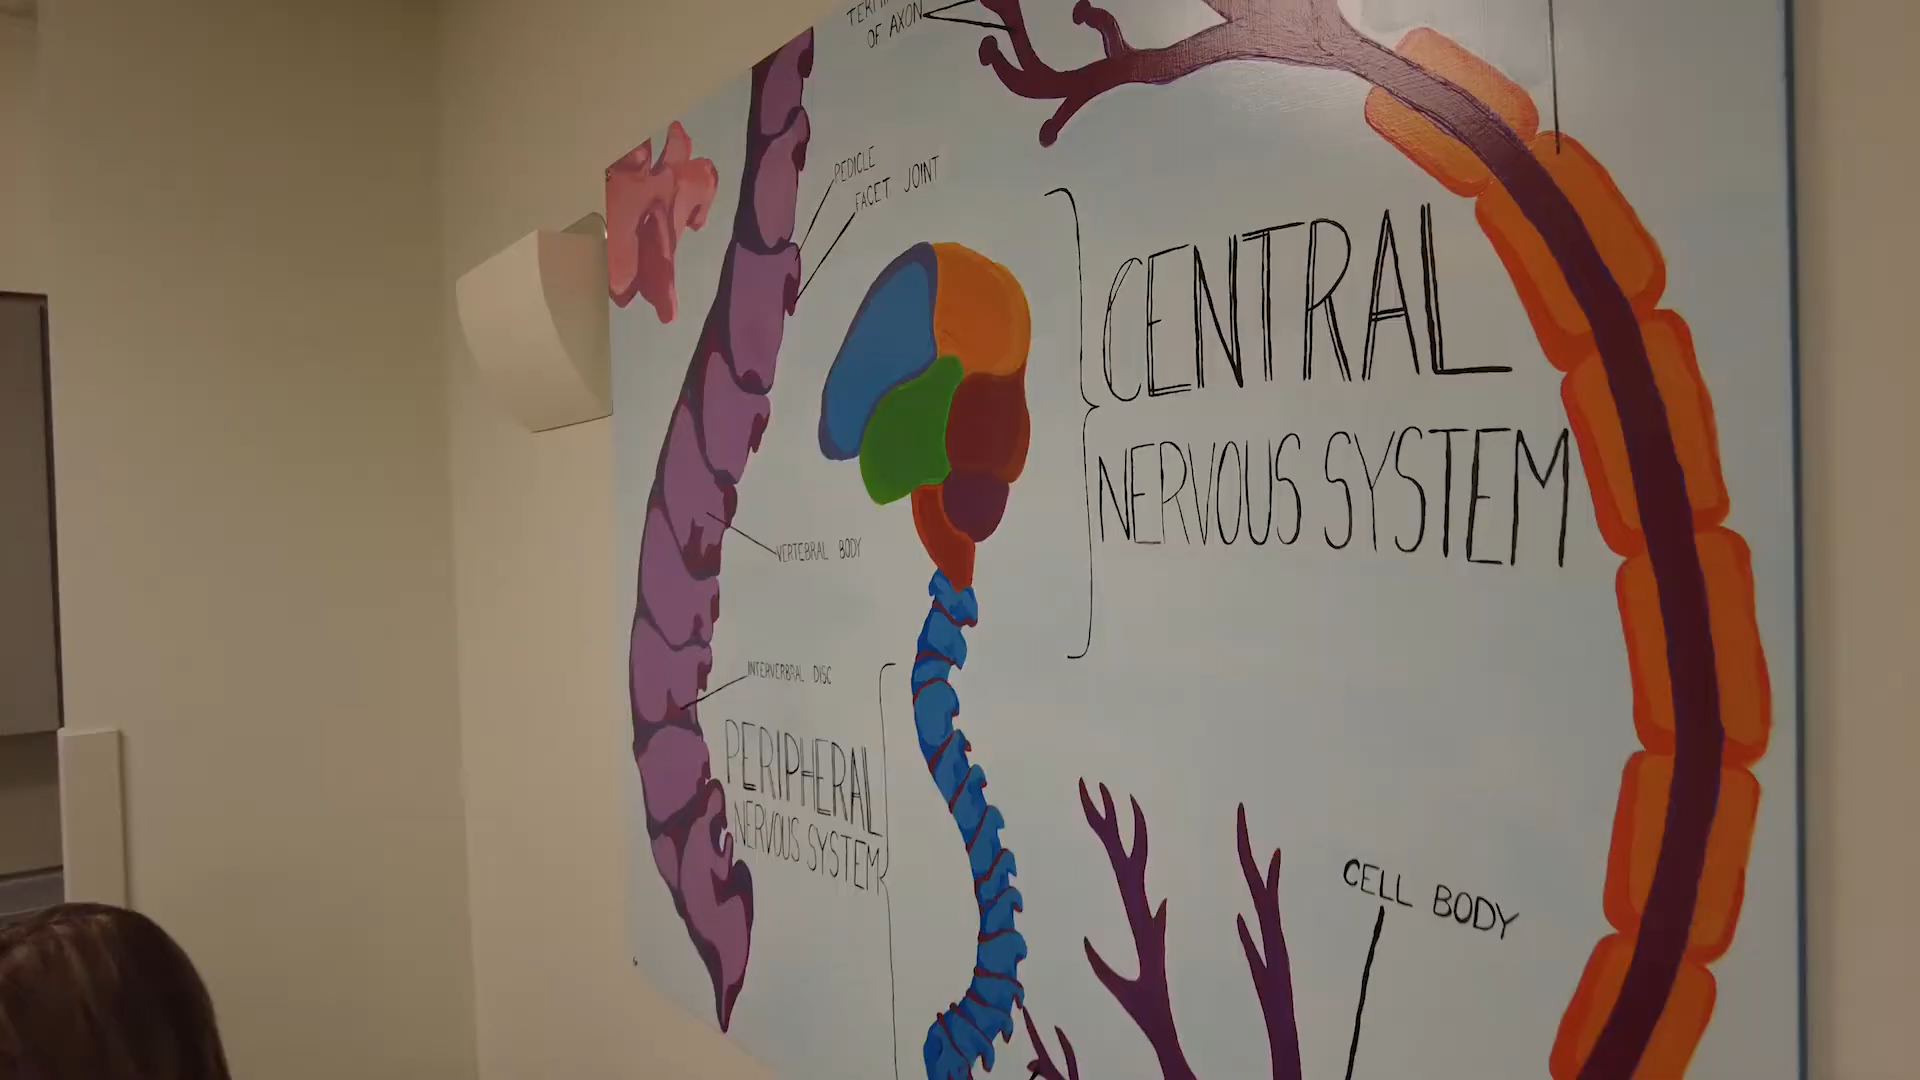 OF AXON
PEDICLE
FACET JOINT
CENTRAL
NERVOUS SYSTEM
VERTEBRAL BODY
INTERVERBRAL DISC
PERIPHERAL
NERVOUS SYSTEM
CELL BODY